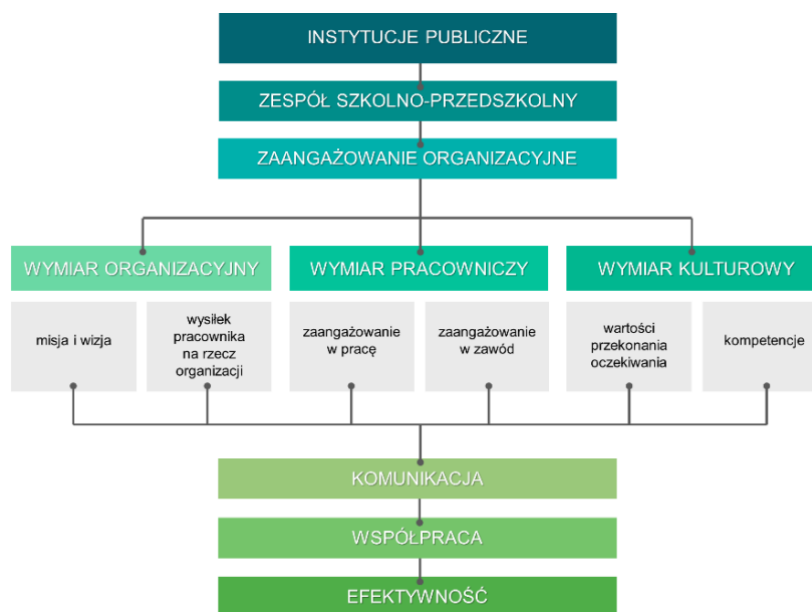 INSTYTUCJE PUBLICZNE
ZESPÓŁ SZKOLNO-PRZEDSZKOLNY
ZAANGAŻOWANIE ORGANIZACYJNE
WYMIAR ORGANIZACYJNY
WYMIAR PRACOWNICZY
WYMIAR KULTUROWY
misja i wizja
wysiłek
pracownika
na rzecz
organizacji
zaangażowanie
w pracę
zaangażowanie
w zawód
wartości
przekonania
oczekiwania
kompetencje
KOMUNIKACJA
WSPÓŁPRACA
EFEKTYWNOŚĆ